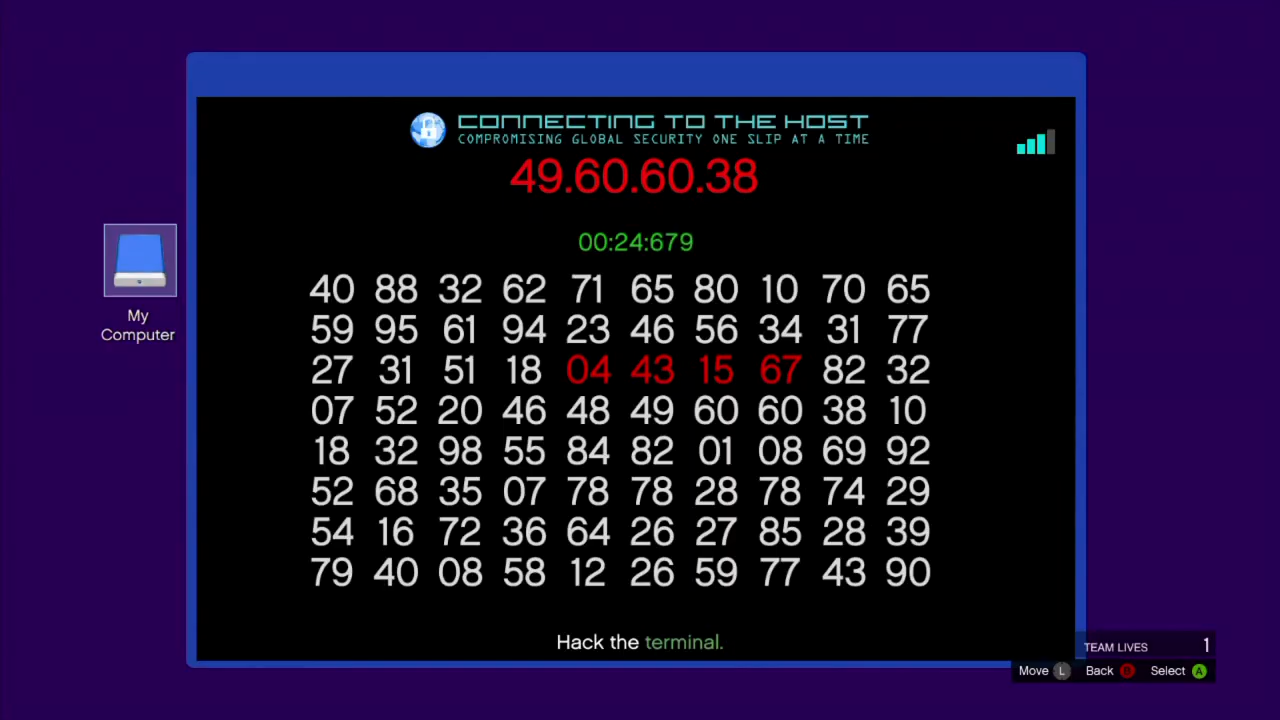 CONNECTING TO THE HOST
COMPROMISING GLOBAL SECURITY ONE SLIP AT A TIME
49.60.60.38
00:24:679
40 88 32 62 71 65 80 10 70 65
59 95 61 94 23 46 56 34 31 77
27 31 51 18 04 43 15 67 82 32
07 52 20 46 48 49 60 60 38 10
18 32 98 55 84 82 01 08 69 92
52 68 35 07 78 78 28 78 74 29
54 16 72 36 64 26 27 85 28 39
79 40 08 58 12 26 59 77 43 90
My
Computer
Hack the terminal.
TEAM LIVES 1
Move L Back B Select A